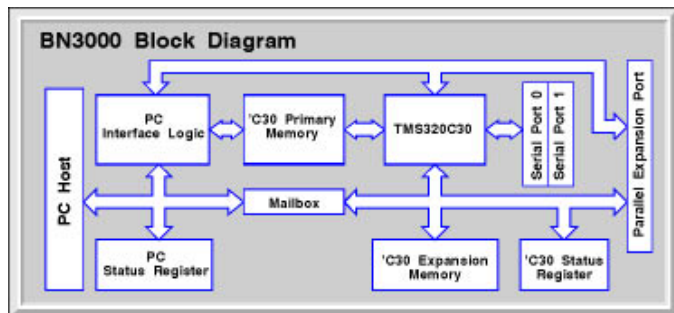 BN3000 Block Diagram
PC Host
PC
Interface Logic
'C30 Primary
Memory
TMS320C30
Serial Port 0
Serial Port 1
Parallel Expansion Port
Mailbox
PC
Status Register
'C30 Expansion
Memory
'C30 Status
Register